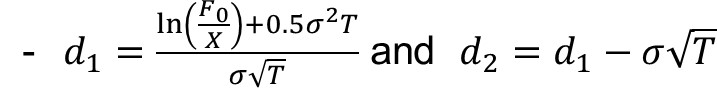 - d₁ = (ln(F₀/X)+0.5σ²T)/(σ√T) and d₂ = d₁ − σ√T